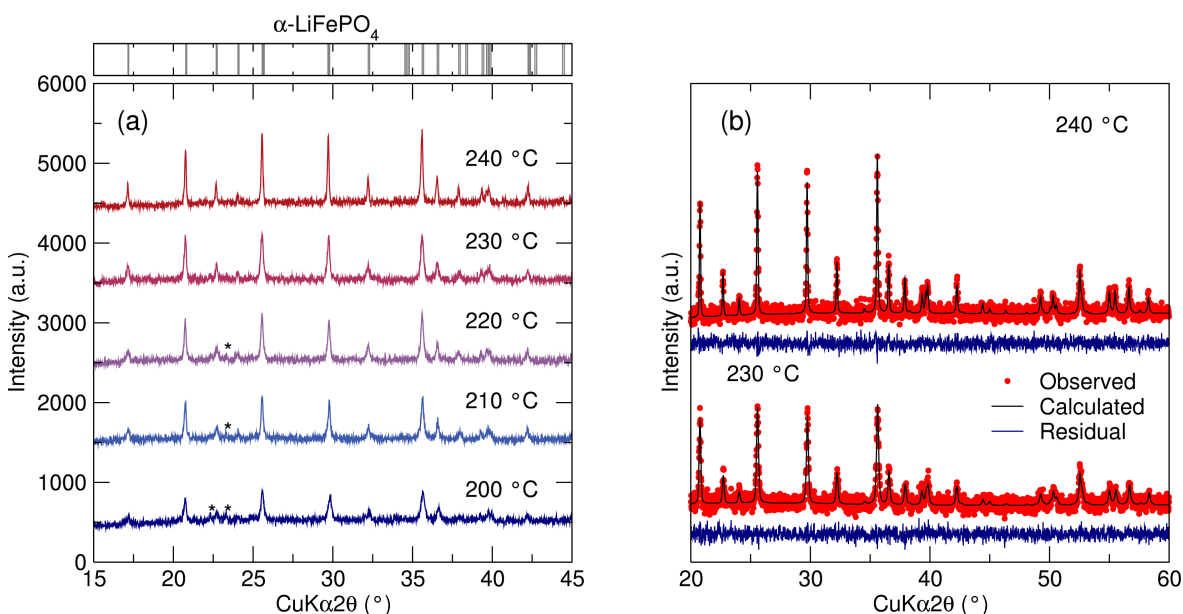 α-LiFePO4
6000
5000
4000
3000
2000
1000
0
Intensity (a.u.)
(a)
240 °C
230 °C
220 °C
*
210 °C
*
200 °C
* *
15 20 25 30 35 40 45
CuKα2θ (°)
(b)
240 °C
230 °C
Observed
Calculated
Residual
Intensity (a.u.)
20 30 40 50 60
CuKα2θ (°)